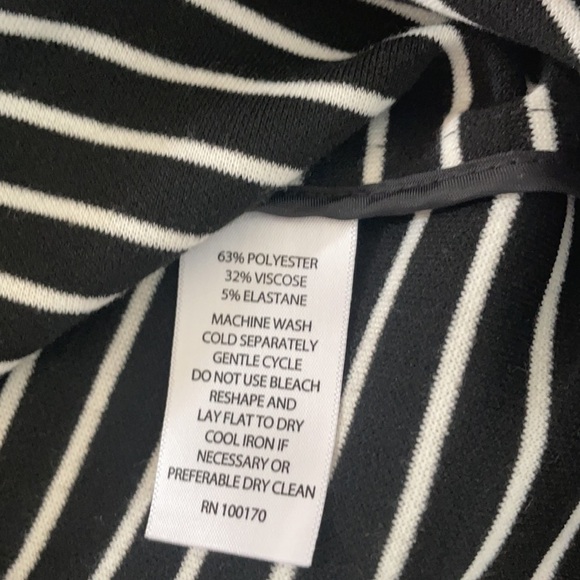 63% POLYESTER
32% VISCOSE
5% ELASTANE
MACHINE WASH
COLD SEPARATELY
GENTLE CYCLE
DO NOT USE BLEACH
RESHAPE AND
LAY FLAT TO DRY
COOL IRON IF
NECESSARY OR
PREFERABLE DRY CLEAN
RN 100170